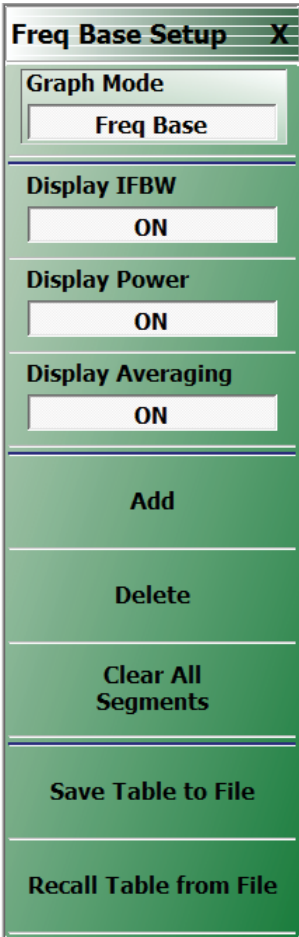 Freq Base Setup X
Graph Mode
Freq Base
Display IFBW
ON
Display Power
ON
Display Averaging
ON
Add
Delete
Clear All
Segments
Save Table to File
Recall Table from File